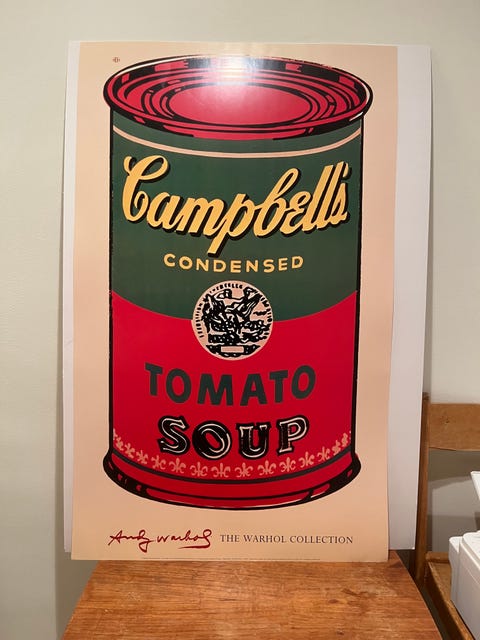 Campbell's
CONDENSED
TOMATO
SOUP
Andy Warhol THE WARHOL COLLECTION